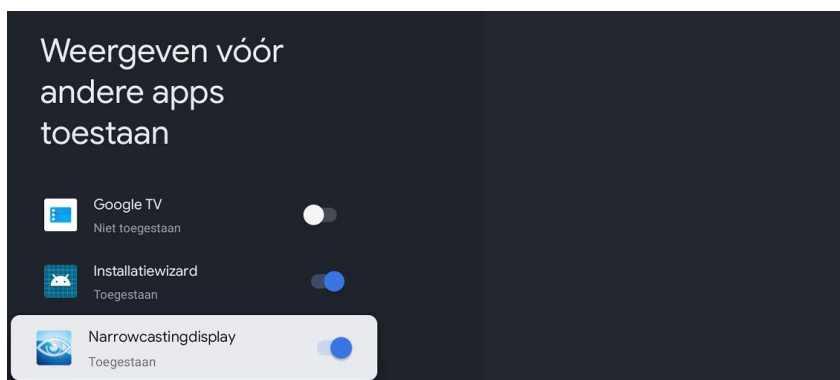 Weergeven vóór
andere apps
toestaan
Google TV
Niet toegestaan
Installatiewizard
Toegestaan
Narrowcastingdisplay
Toegestaan